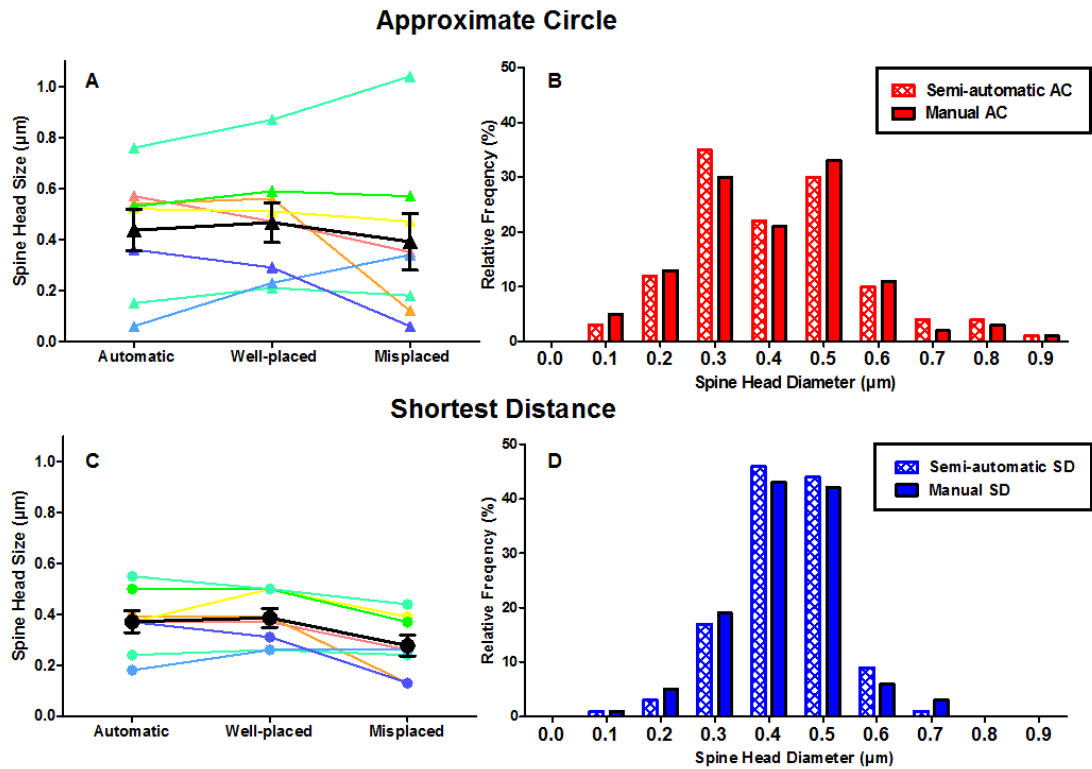 Approximate Circle
A
Spine Head Size (μm)
1.0
0.8
0.6
0.4
0.2
0.0
Automatic Well-placed Misplaced
B
Relative Freqency (%)
50
40
30
20
10
0
0.0 0.1 0.2 0.3 0.4 0.5 0.6 0.7 0.8 0.9
Spine Head Diameter (μm)
Semi-automatic AC
Manual AC
Shortest Distance
C
Spine Head Size (μm)
1.0
0.8
0.6
0.4
0.2
0.0
Automatic Well-placed Misplaced
D
Relative Freqency (%)
50
40
30
20
10
0
0.0 0.1 0.2 0.3 0.4 0.5 0.6 0.7 0.8 0.9
Spine Head Diameter (μm)
Semi-automatic SD
Manual SD